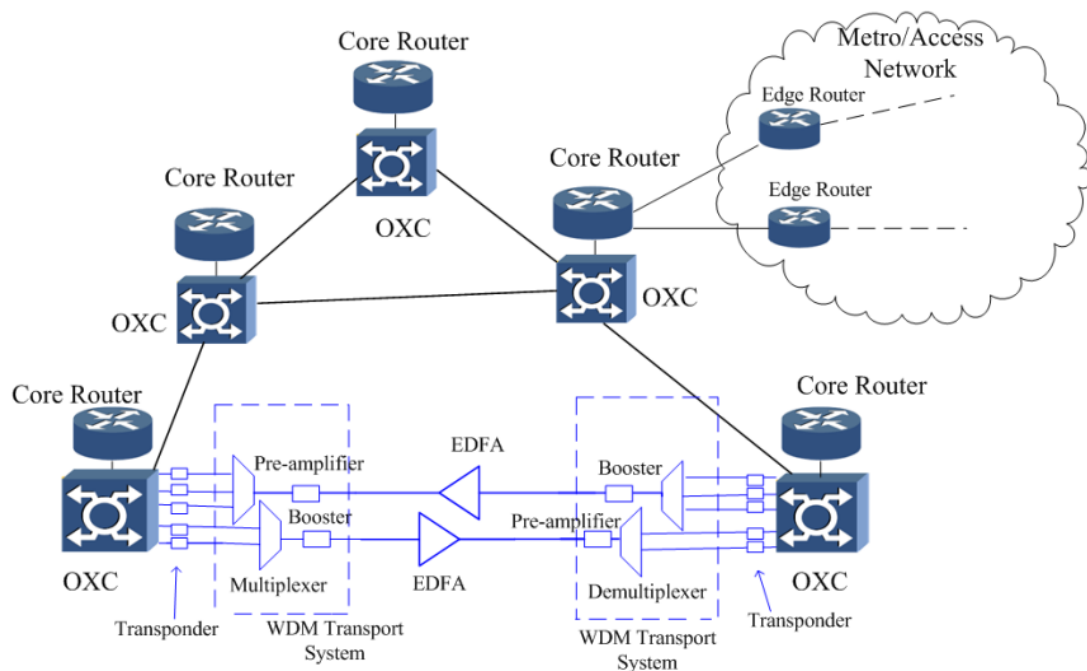 Core Router
Metro/Access
Network
Edge Router
Core Router
Core Router
Edge Router
OXC
OXC
OXC
Core Router
Core Router
EDFA
Pre-amplifier
Booster
Booster
Pre-amplifier
OXC
Multiplexer
EDFA
Demultiplexer
OXC
Transponder
WDM Transport
System
WDM Transport
System
Transponder